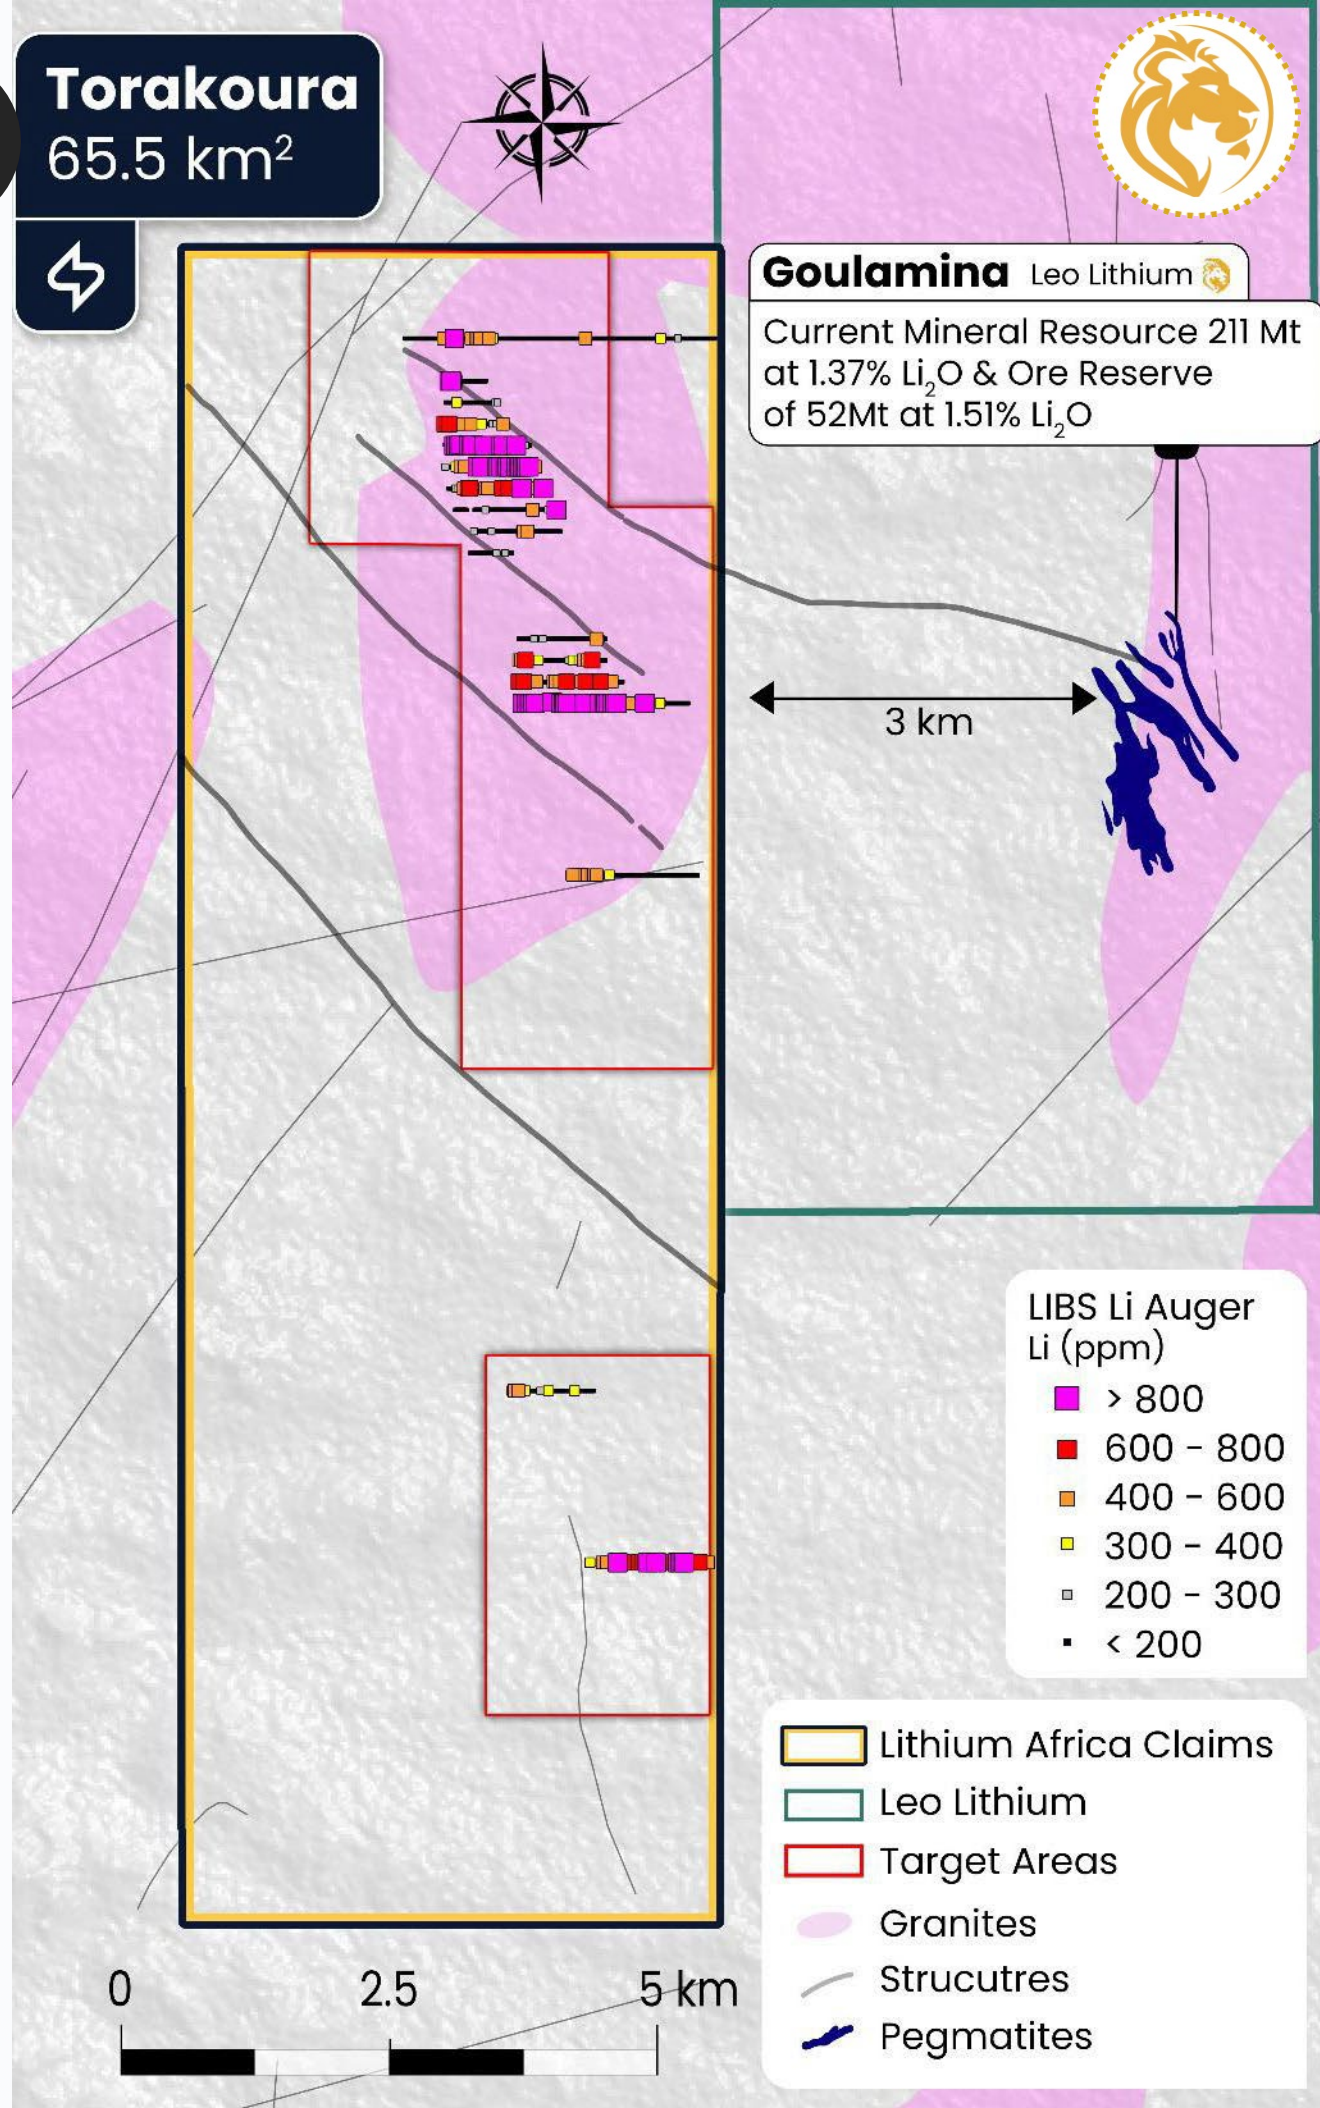 Torakoura
65.5 km²
Goulamina Leo Lithium
Current Mineral Resource 211 Mt
at 1.37% Li₂O & Ore Reserve
of 52Mt at 1.51% Li₂O
3 km
LIBS Li Auger
Li (ppm)
> 800
600 - 800
400 - 600
300 - 400
200 - 300
< 200
Lithium Africa Claims
Leo Lithium
Target Areas
Granites
Strucutres
Pegmatites
0 2.5 5 km